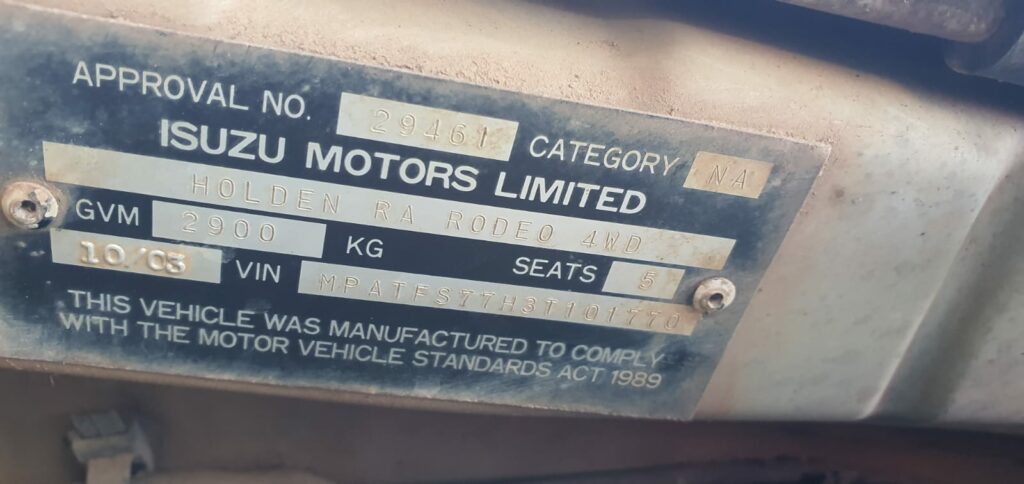 APPROVAL NO. 29461 CATEGORY NA
ISUZU MOTORS LIMITED
HOLDEN RA RODEO 4WD
GVM 2900 KG SEATS 5
10/03 VIN MPATFS77H3T101770
THIS VEHICLE WAS MANUFACTURED TO COMPLY
WITH THE MOTOR VEHICLE STANDARDS ACT 1989